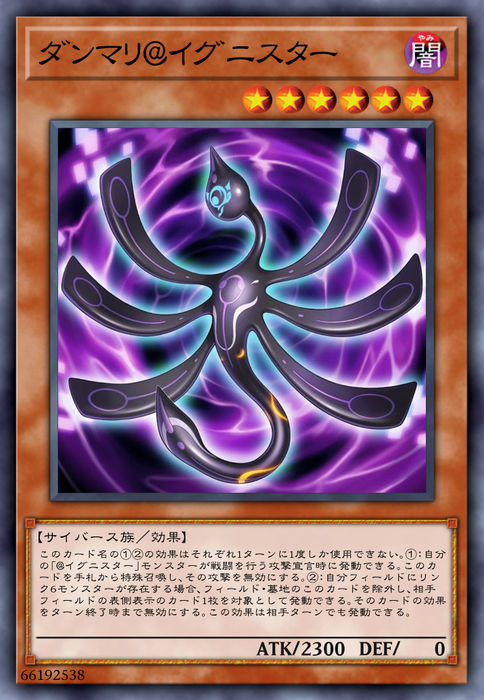 ダンマリ@イグニスター
やみ
闇
【サイバース族／効果】
このカード名の①②の効果はそれぞれ1ターンに1度しか使用できない。①:自分
の「@イグニスター」モンスターが戦闘を行う攻撃宣言時に発動できる。このカ
ードを手札から特殊召喚し、その攻撃を無効にする。②:自分フィールドにリン
ク6モンスターが存在する場合、フィールド・墓地のこのカードを除外し、相手
フィールドの表側表示のカード1枚を対象として発動できる。そのカードの効果
をターン終了時まで無効にする。この効果は相手ターンでも発動できる。
ATK/2300 DEF/ 0
66192538